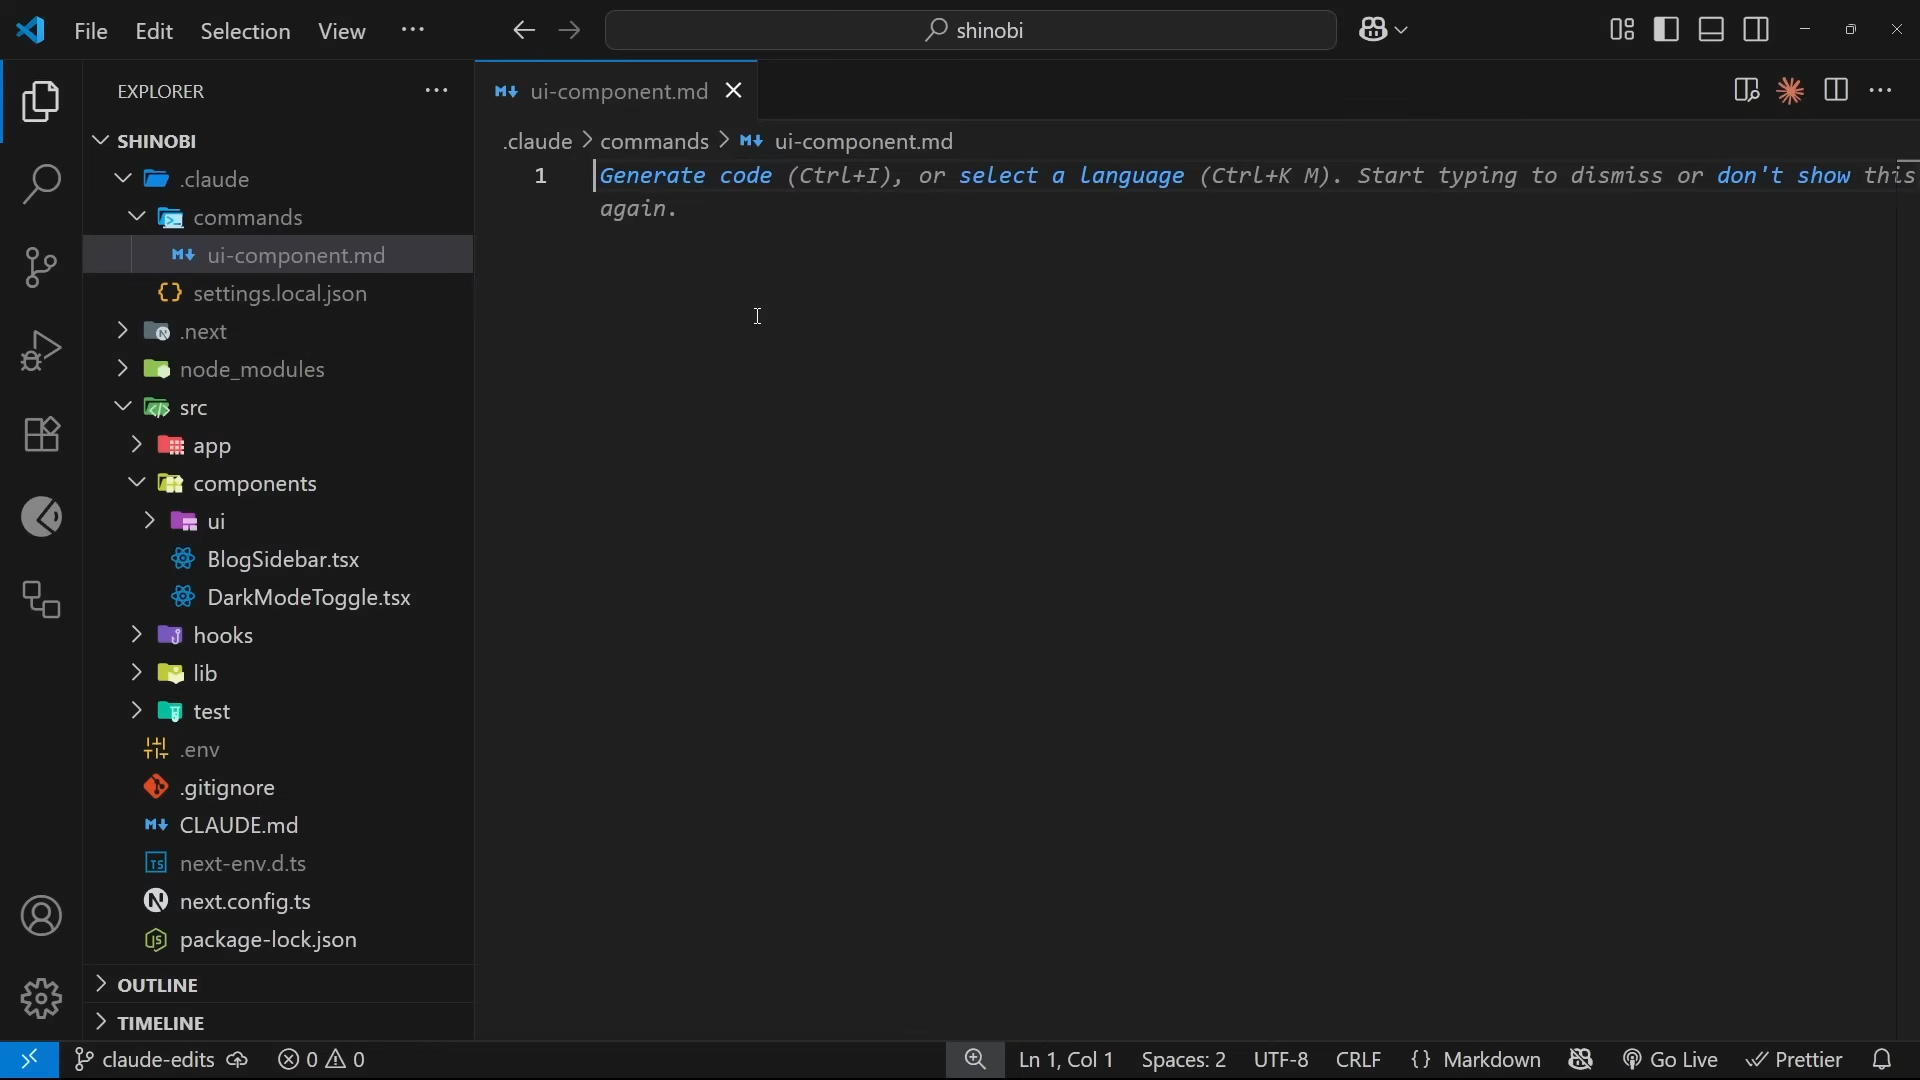 File Edit Selection View ···
shinobi
EXPLORER
SHINOBI
.claude
commands
ui-component.md
settings.local.json
.next
node_modules
src
app
components
ui
BlogSidebar.tsx
DarkModeToggle.tsx
hooks
lib
test
.env
.gitignore
CLAUDE.md
next-env.d.ts
next.config.ts
package-lock.json
OUTLINE
TIMELINE
ui-component.md
.claude > commands > ui-component.md
1 Generate code (Ctrl+I), or select a language (Ctrl+K M). Start typing to dismiss or don't show this
again.
claude-edits 0 0 Ln 1, Col 1 Spaces: 2 UTF-8 CRLF {} Markdown Go Live Prettier